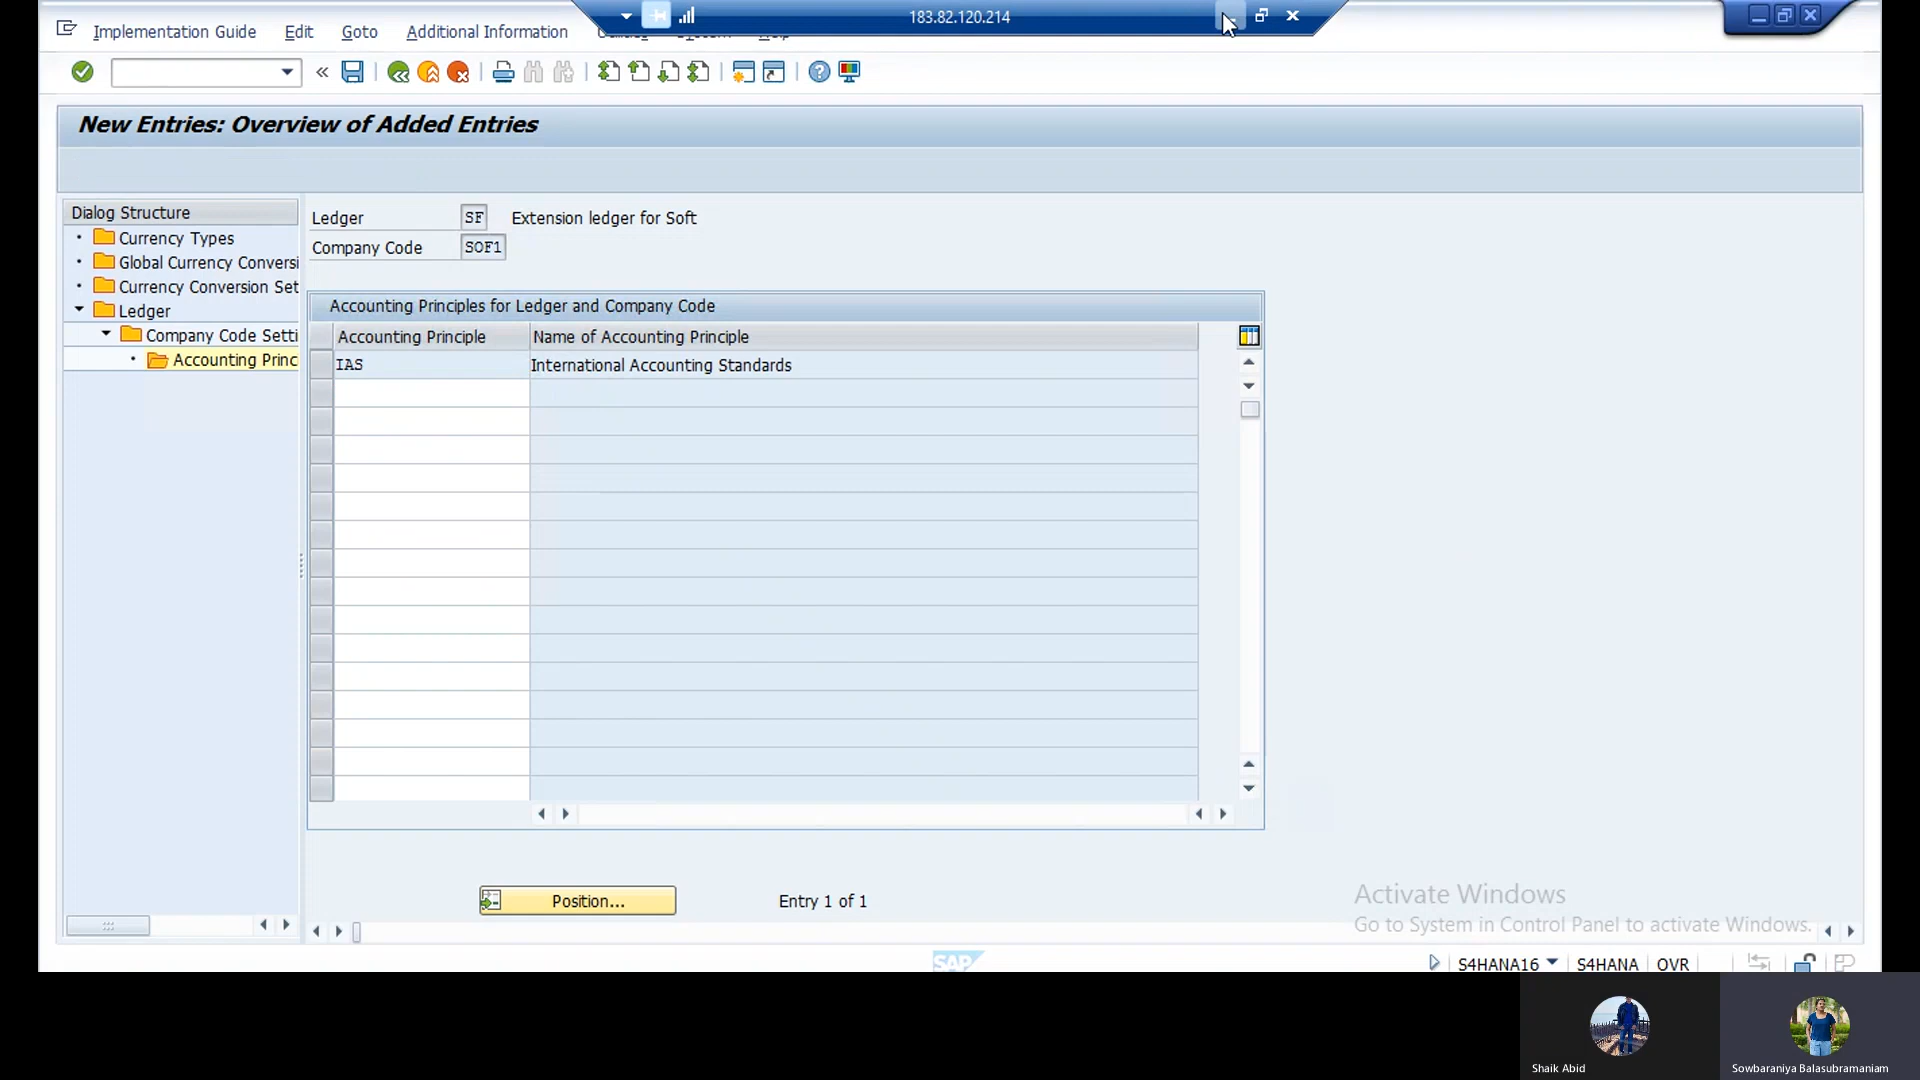 183.82.120.214
Implementation Guide Edit Goto Additional Information
New Entries: Overview of Added Entries
Dialog Structure
Currency Types
Global Currency Conversi
Currency Conversion Set
Ledger
Company Code Setti
Accounting Princ
Ledger SF Extension ledger for Soft
Company Code SOF1
Accounting Principles for Ledger and Company Code
Accounting Principle Name of Accounting Principle
IAS International Accounting Standards
Position... Entry 1 of 1
Activate Windows
Go to System in Control Panel to activate Windows.
SAP
S4HANA16 S4HANA OVR
Shaik Abid
Sowbaraniya Balasubramaniam